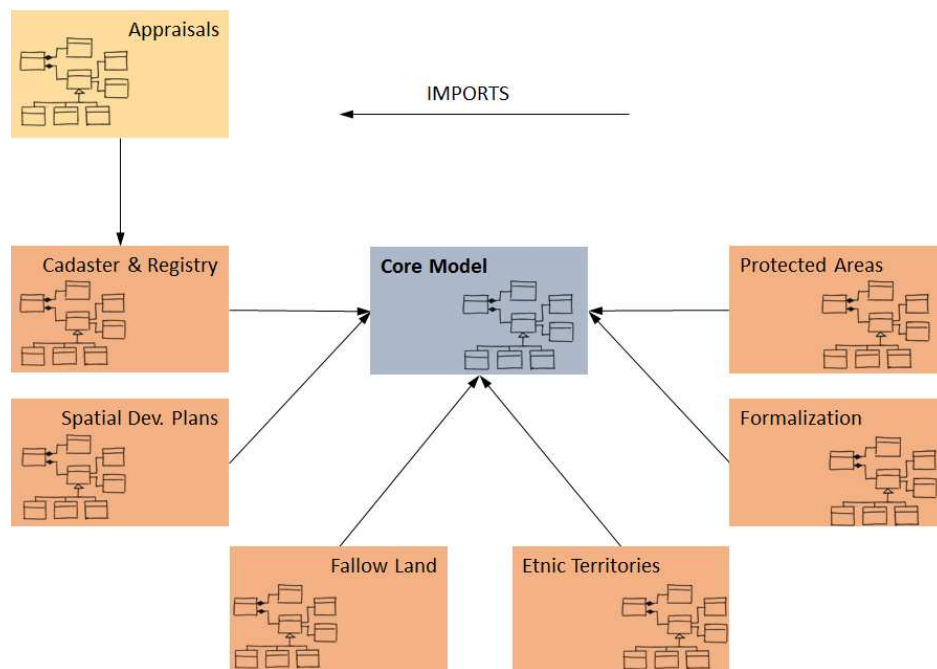 Appraisals
IMPORTS
Cadaster & Registry
Core Model
Protected Areas
Spatial Dev. Plans
Formalization
Fallow Land
Etnic Territories